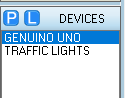 P L DEVICES
GENUINO UNO
TRAFFIC LIGHTS